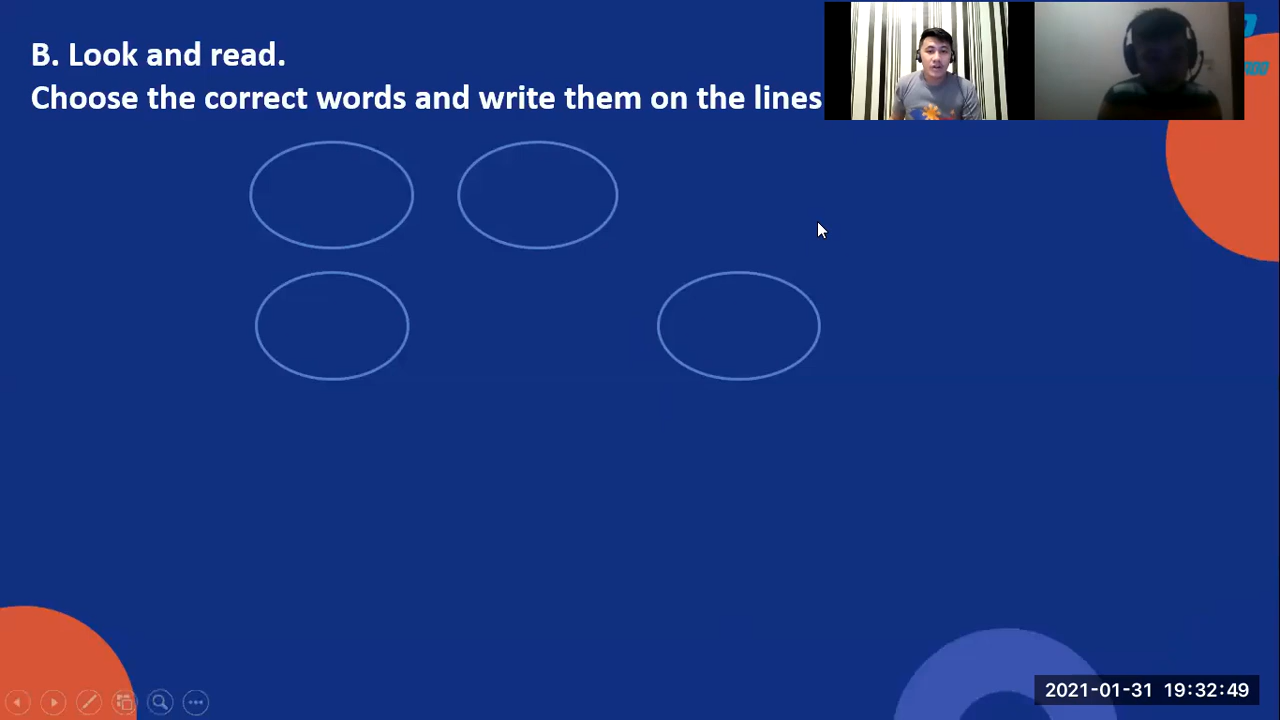 B. Look and read.
Choose the correct words and write them on the lines
2021-01-31 19:32:49